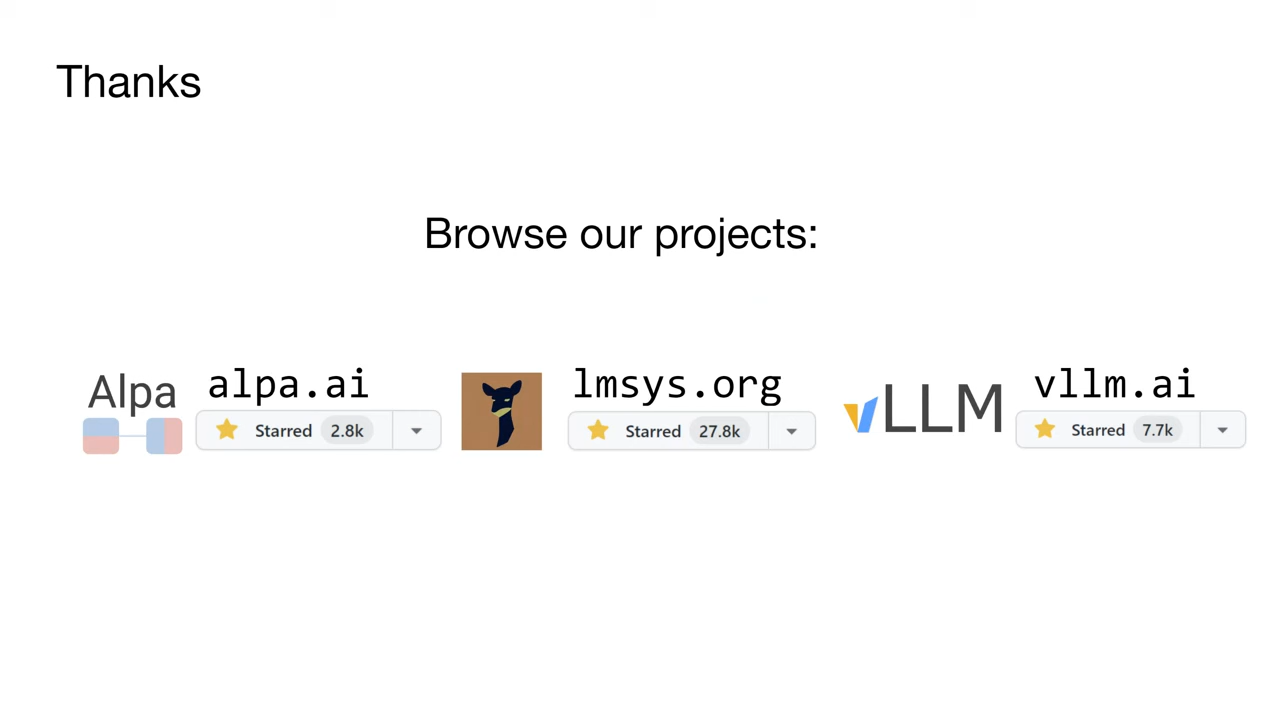 Thanks
Browse our projects:
Alpa
alpa.ai
Starred 2.8k
lmsys.org
Starred 27.8k
vLLM
vllm.ai
Starred 7.7k